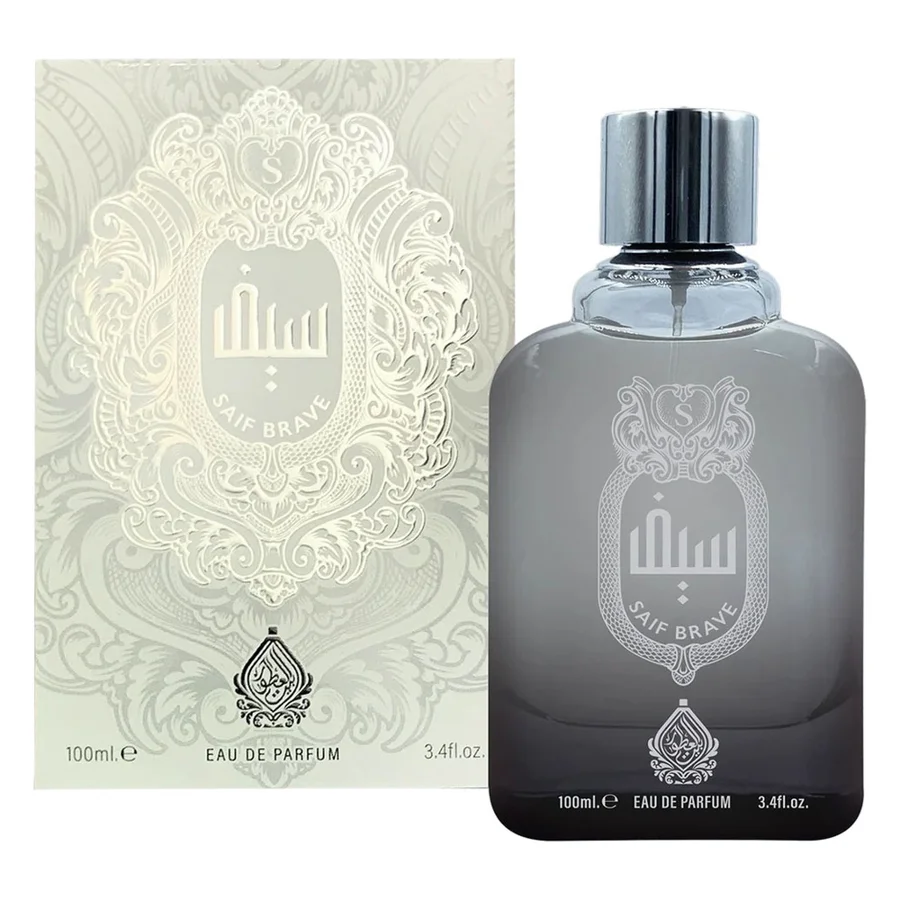 S
سيف
SAIF BRAVE
100ml. ℮ EAU DE PARFUM 3.4fl.oz.
S
سيف
SAIF BRAVE
100ml. ℮ EAU DE PARFUM 3.4fl.oz.